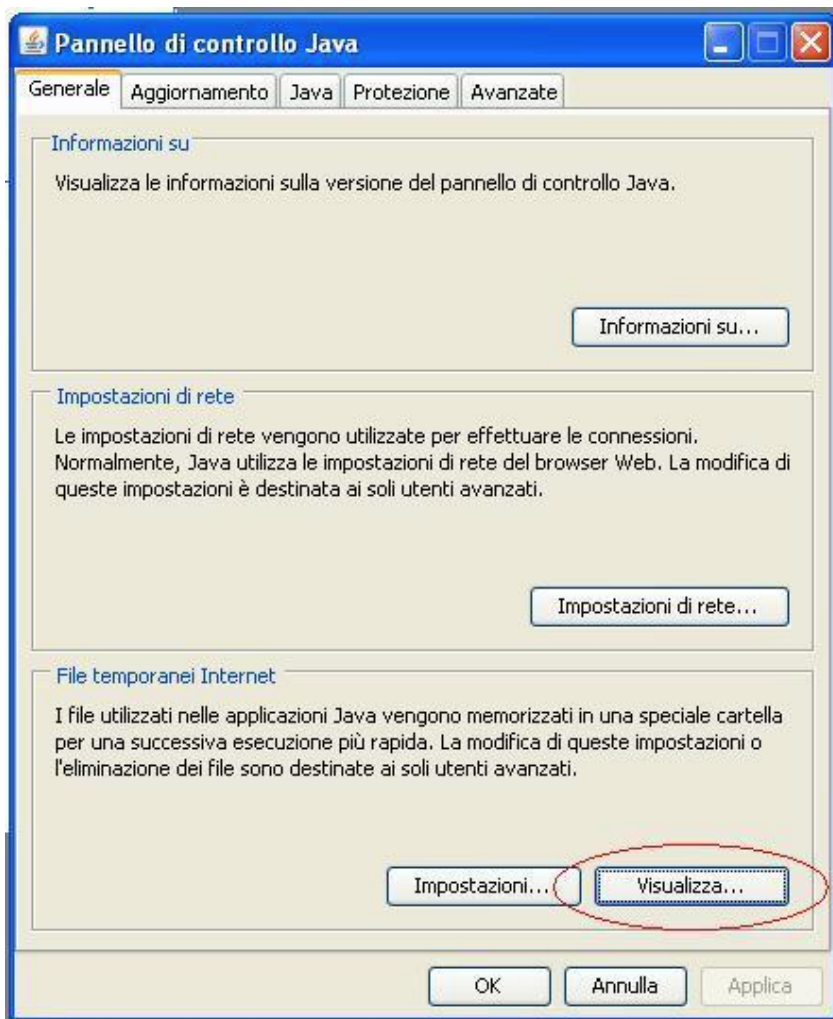 Pannello di controllo Java
Generale Aggiornamento Java Protezione Avanzate
Informazioni su
Visualizza le informazioni sulla versione del pannello di controllo Java.
Informazioni su...
Impostazioni di rete
Le impostazioni di rete vengono utilizzate per effettuare le connessioni.
Normalmente, Java utilizza le impostazioni di rete del browser Web. La modifica di
queste impostazioni è destinata ai soli utenti avanzati.
Impostazioni di rete...
File temporanei Internet
I file utilizzati nelle applicazioni Java vengono memorizzati in una speciale cartella
per una successiva esecuzione più rapida. La modifica di queste impostazioni o
l'eliminazione dei file sono destinate ai soli utenti avanzati.
Impostazioni... Visualizza...
OK Annulla Applica